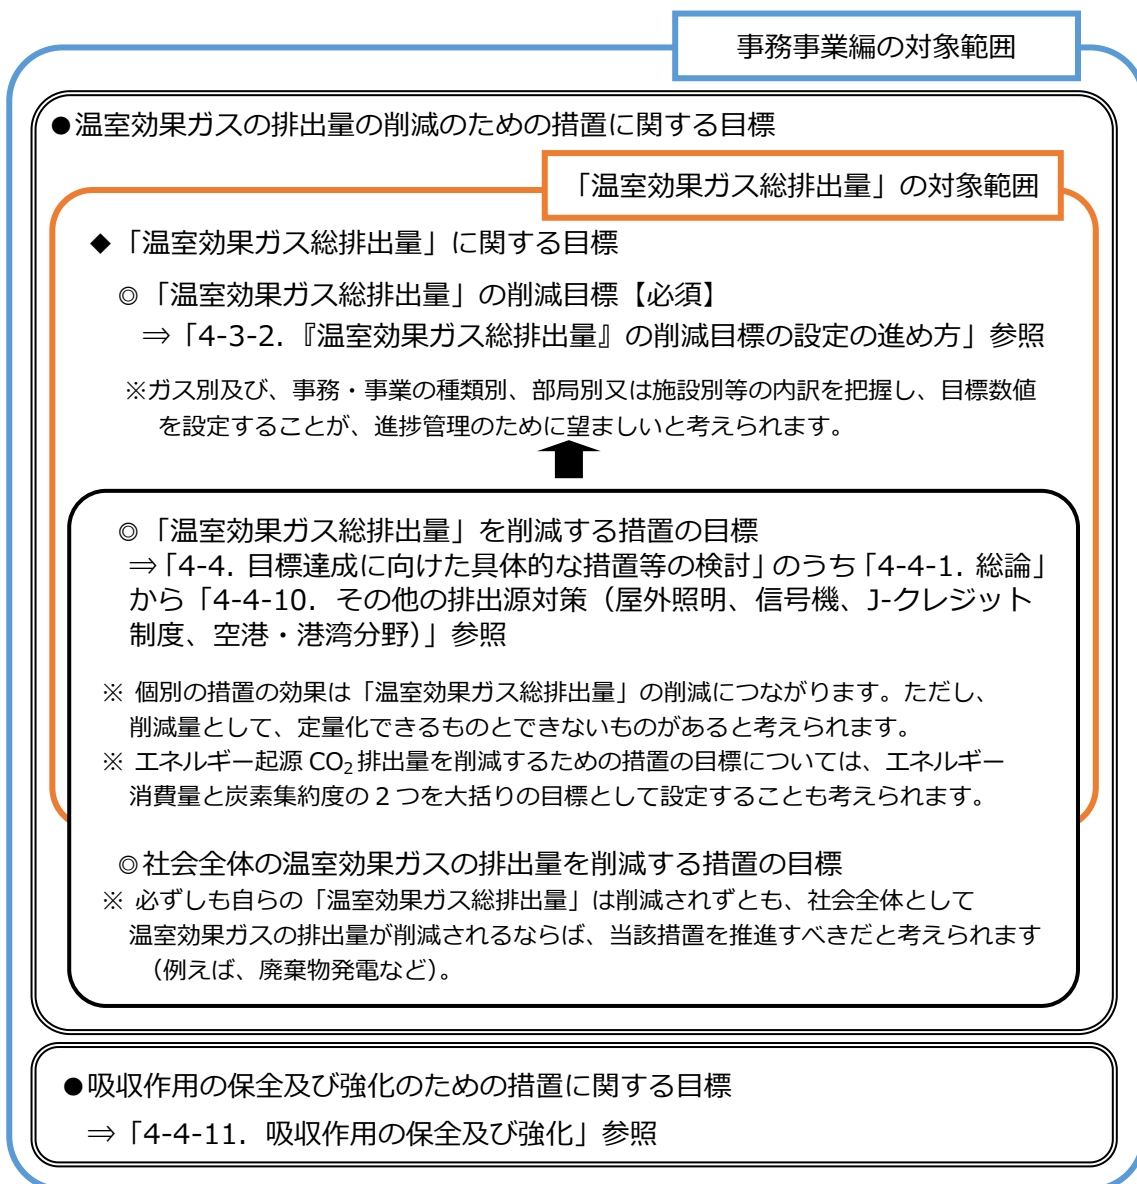 事務事業編の対象範囲
●温室効果ガスの排出量の削減のための措置に関する目標
「温室効果ガス総排出量」の対象範囲
◆「温室効果ガス総排出量」に関する目標
◎「温室効果ガス総排出量」の削減目標【必須】
⇒「4-3-2.『温室効果ガス総排出量』の削減目標の設定の進め方」参照
※ガス別及び、事務・事業の種類別、部局別又は施設別等の内訳を把握し、目標数値
を設定することが、進捗管理のために望ましいと考えられます。
◎「温室効果ガス総排出量」を削減する措置の目標
⇒「4-4. 目標達成に向けた具体的な措置等の検討」のうち「4-4-1. 総論」
から「4-4-10. その他の排出源対策（屋外照明、信号機、J-クレジット
制度、空港・港湾分野）」参照
※ 個別の措置の効果は「温室効果ガス総排出量」の削減につながります。ただし、
削減量として、定量化できるものとできないものがあると考えられます。
※ エネルギー起源 CO₂ 排出量を削減するための措置の目標については、エネルギー
消費量と炭素集約度の 2 つを大括りの目標として設定することも考えられます。
◎社会全体の温室効果ガスの排出量を削減する措置の目標
※ 必ずしも自らの「温室効果ガス総排出量」は削減されずとも、社会全体として
温室効果ガスの排出量が削減されるならば、当該措置を推進すべきだと考えられます
（例えば、廃棄物発電など）。
●吸収作用の保全及び強化のための措置に関する目標
⇒「4-4-11. 吸収作用の保全及び強化」参照